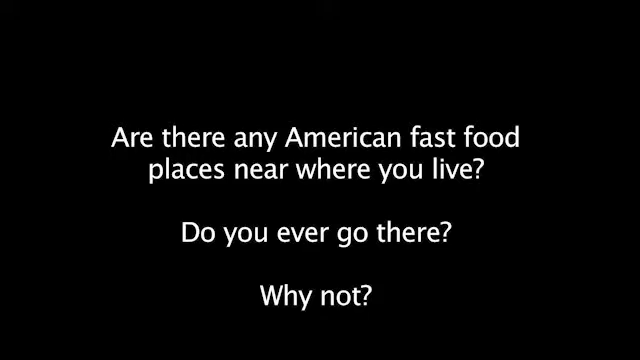 Are there any American fast food
places near where you live?
Do you ever go there?
Why not?